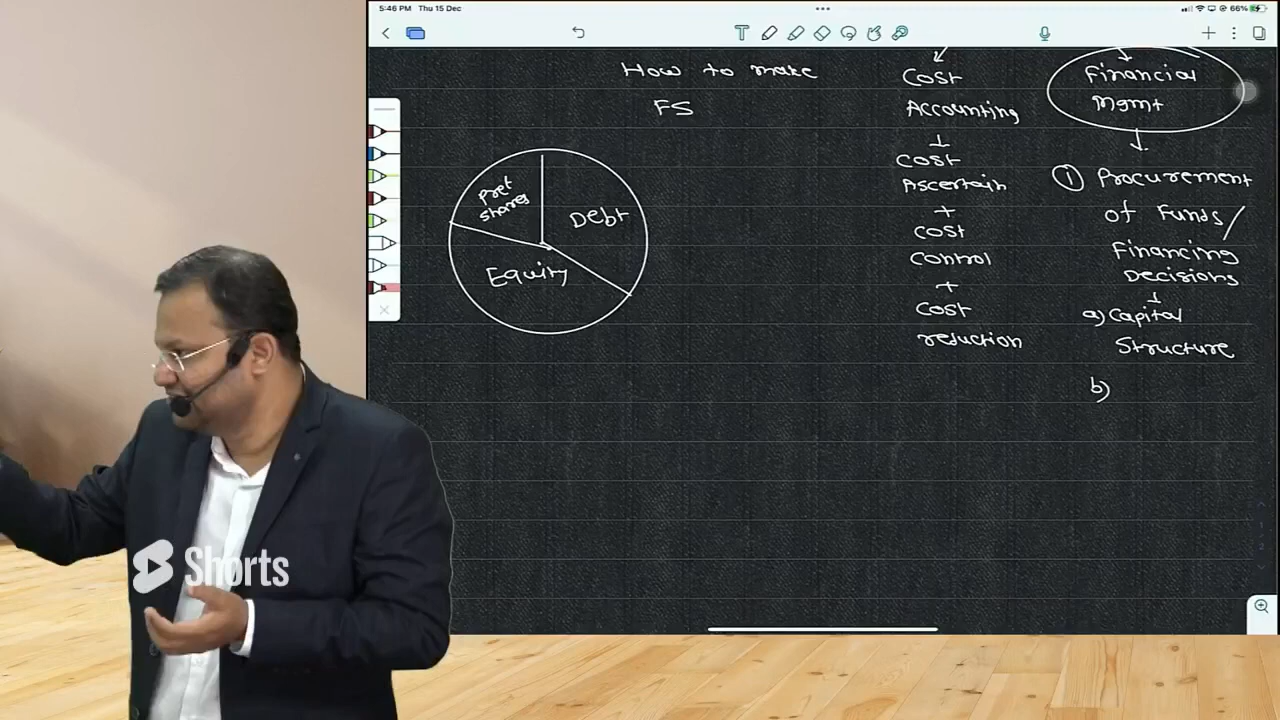 5:46 PM Thu 15 Dec
66%
How to make
FS
Pref
shares
Debt
Equity
Cost
Accounting
↓
Cost
Ascertain
+
Cost
control
+
Cost
reduction
Financial
Mgmt
① Procurement
of Funds/
Financing
Decisions
↓
a) Capital
Structure
b)
Shorts